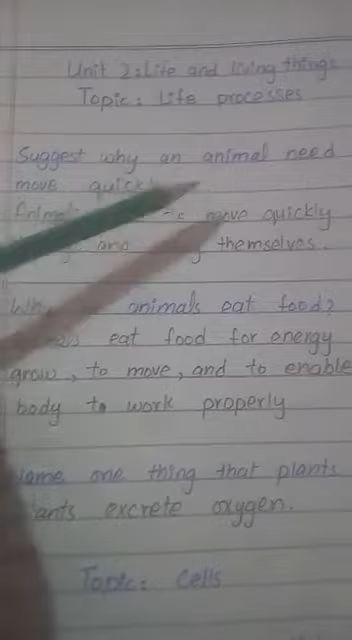 Unit 2: Life and living things
Topic: Life processes
Suggest why an animal need
move
move quickly
and themselves.
animals eat food?
eat food for energy
grow, to move, and to enable
body to work properly
name one thing that plants
excrete oxygen.
Topic: Cells